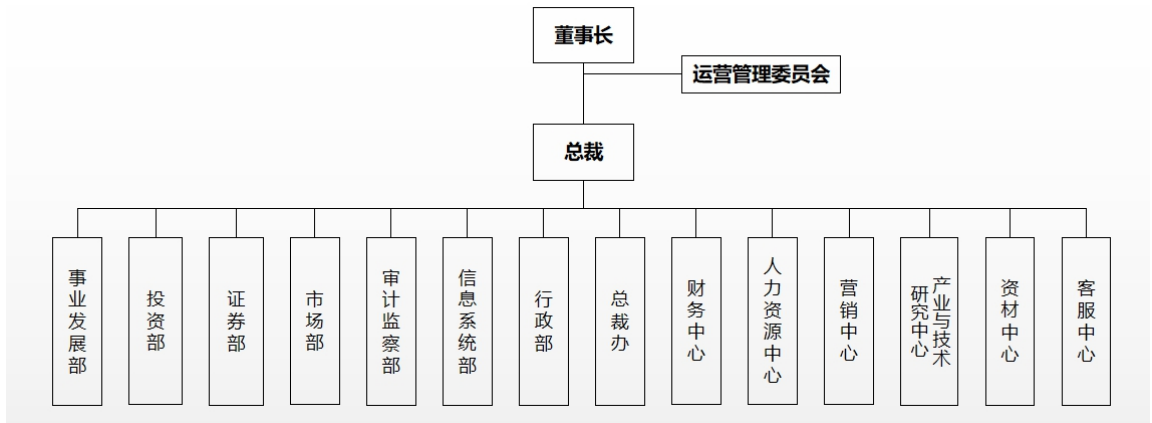 董事长
运营管理委员会
总裁
事业发展部
投资部
证券部
市场部
审计监察部
信息系统部
行政部
总裁办
财务中心
人力资源中心
营销中心
产业与技术
研究中心
资材中心
客服中心